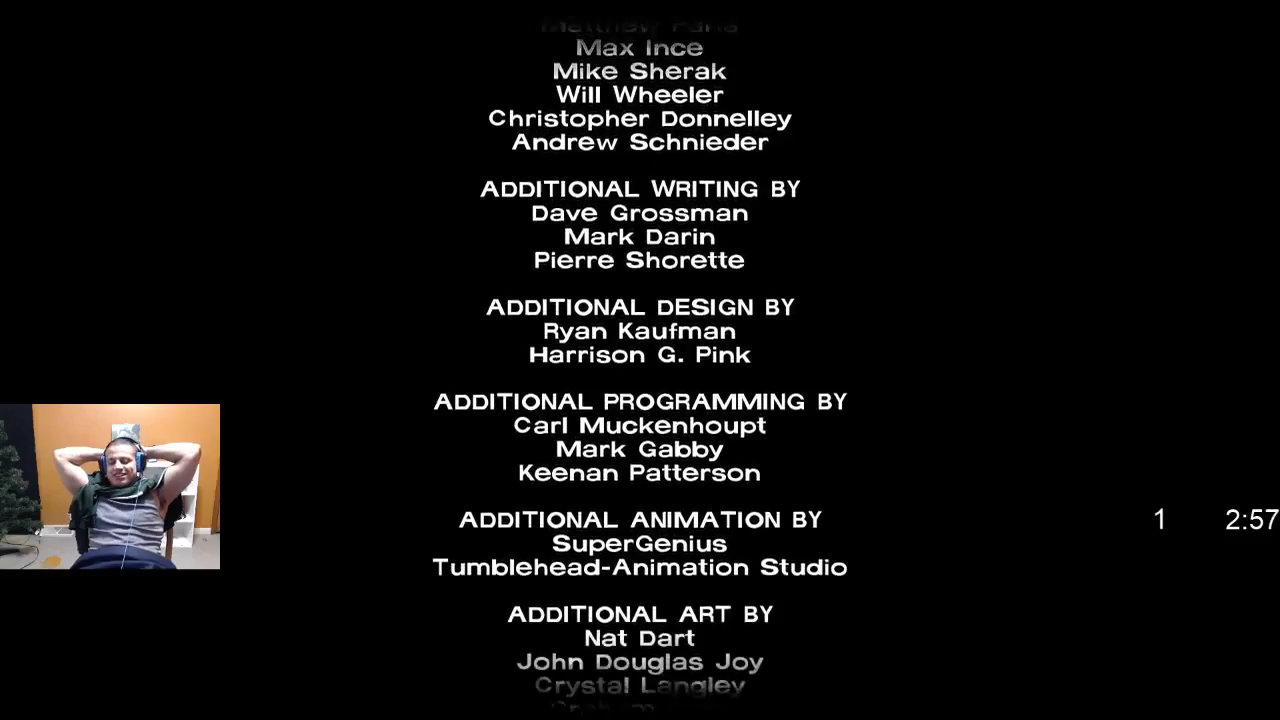 Max Ince
Mike Sherak
Will Wheeler
Christopher Donnelley
Andrew Schnieder
ADDITIONAL WRITING BY
Dave Grossman
Mark Darin
Pierre Shorette
ADDITIONAL DESIGN BY
Ryan Kaufman
Harrison G. Pink
ADDITIONAL PROGRAMMING BY
Carl Muckenhoupt
Mark Gabby
Keenan Patterson
ADDITIONAL ANIMATION BY
SuperGenius
1 2:57
Tumblehead-Animation Studio
ADDITIONAL ART BY
Nat Dart
John Douglas Joy
Crystal Langley